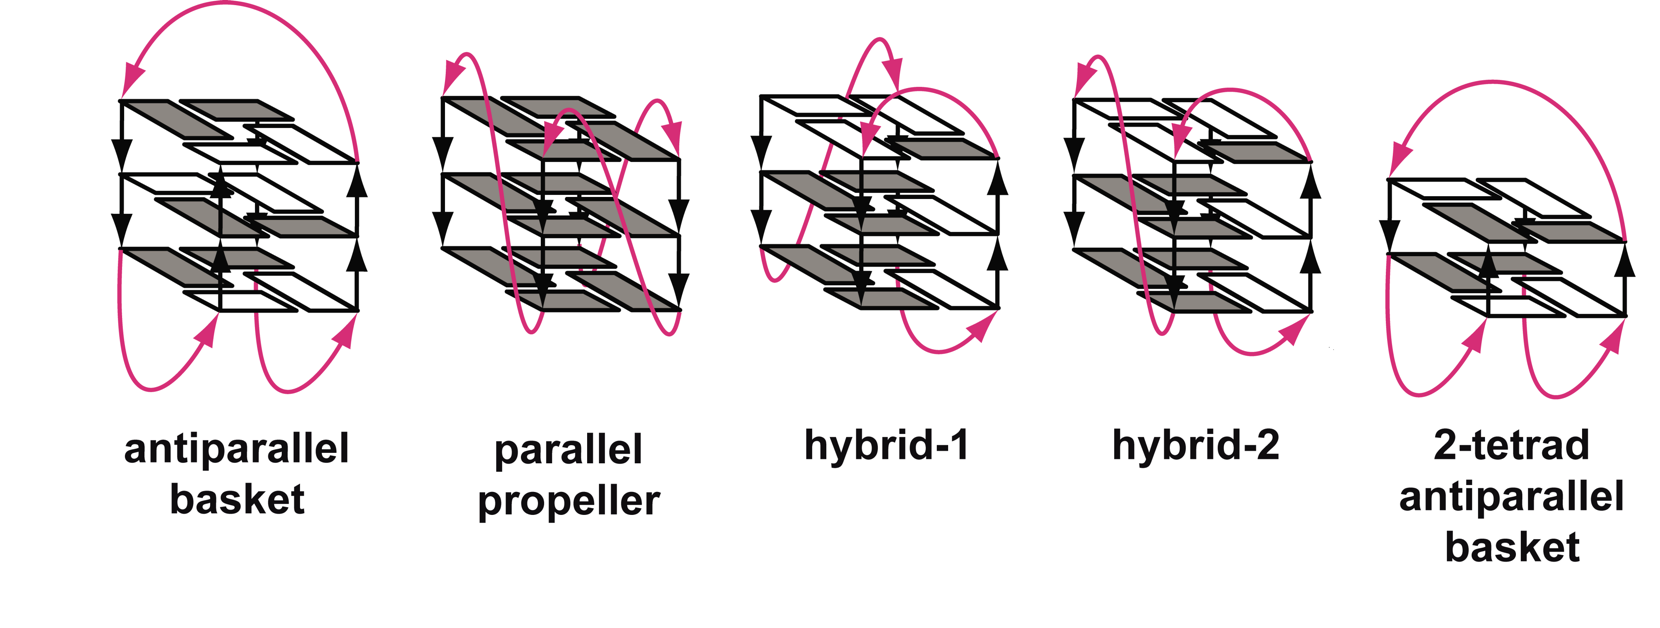 antiparallel
basket
parallel
propeller
hybrid-1
hybrid-2
2-tetrad
antiparallel
basket